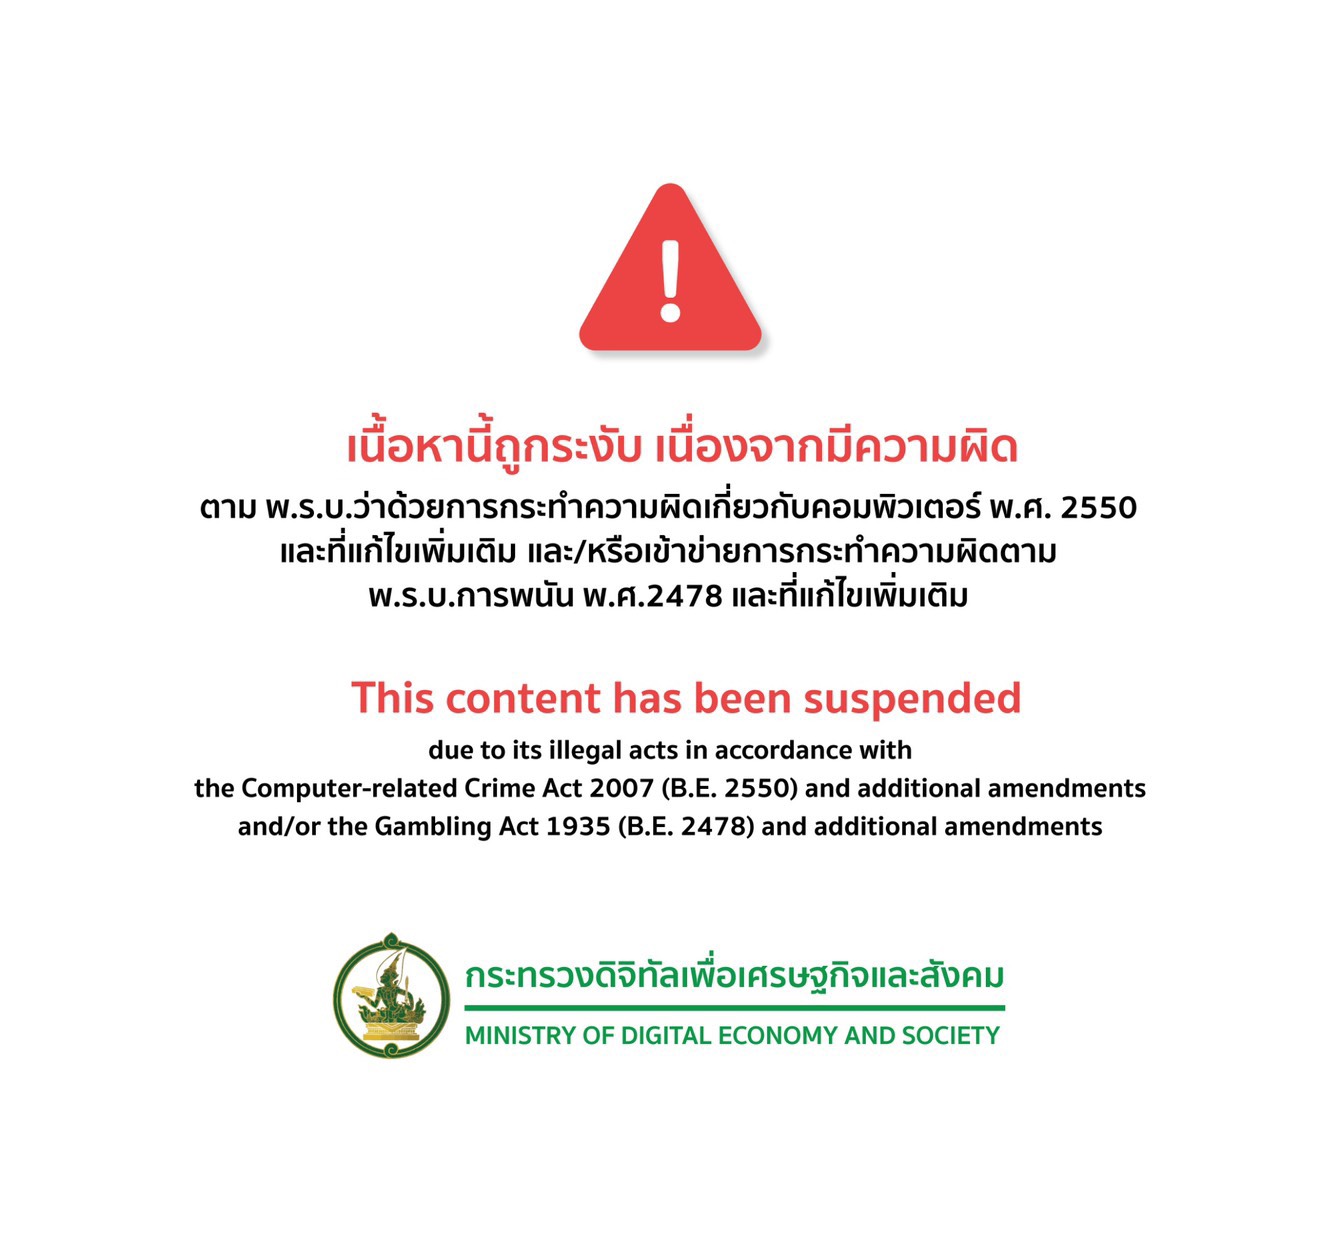 เนื้อหานี้ถูกระงับ เนื่องจากมีความผิด
ตาม พ.ร.บ.ว่าด้วยการกระทำความผิดเกี่ยวกับคอมพิวเตอร์ พ.ศ. 2550
และที่แก้ไขเพิ่มเติม และ/หรือเข้าข่ายการกระทำความผิดตาม
พ.ร.บ.การพนัน พ.ศ.2478 และที่แก้ไขเพิ่มเติม
This content has been suspended
due to its illegal acts in accordance with
the Computer-related Crime Act 2007 (B.E. 2550) and additional amendments
and/or the Gambling Act 1935 (B.E. 2478) and additional amendments
กระทรวงดิจิทัลเพื่อเศรษฐกิจและสังคม
MINISTRY OF DIGITAL ECONOMY AND SOCIETY